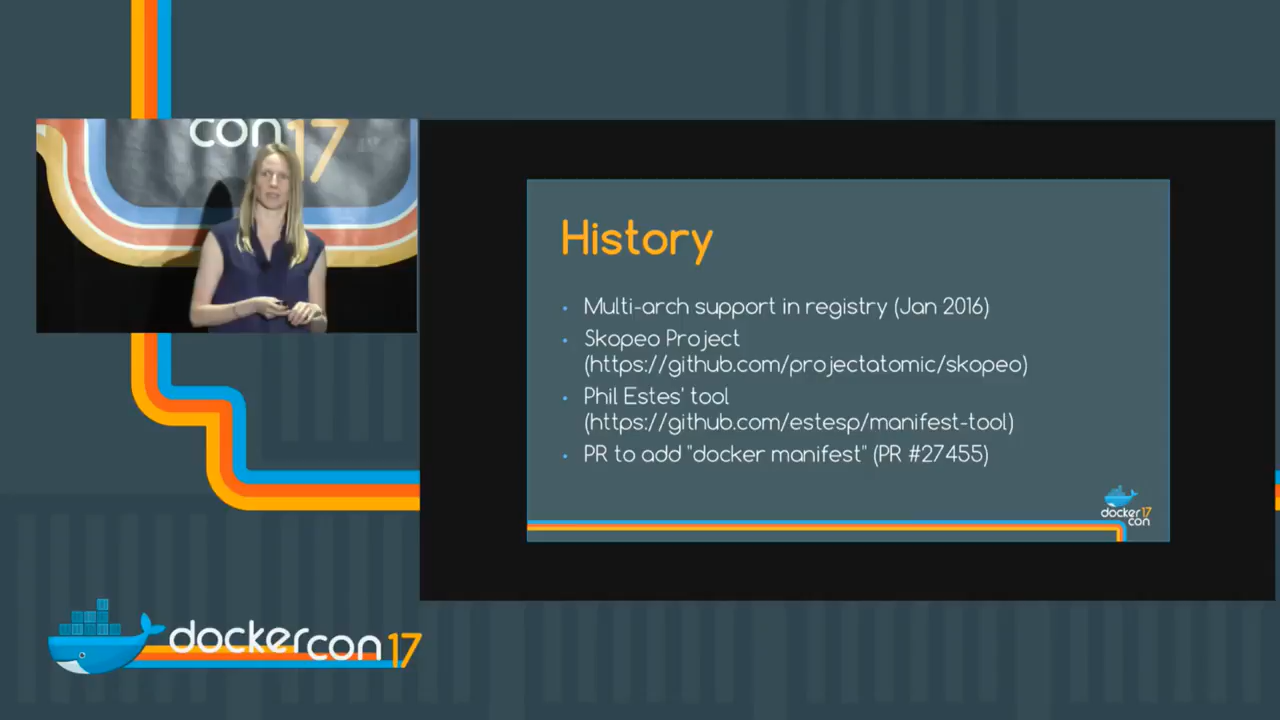 con17
History
• Multi-arch support in registry (Jan 2016)
• Skopeo Project
(https://github.com/projectatomic/skopeo)
• Phil Estes' tool
(https://github.com/estesp/manifest-tool)
• PR to add "docker manifest" (PR #27455)
docker17
con
dockercon17